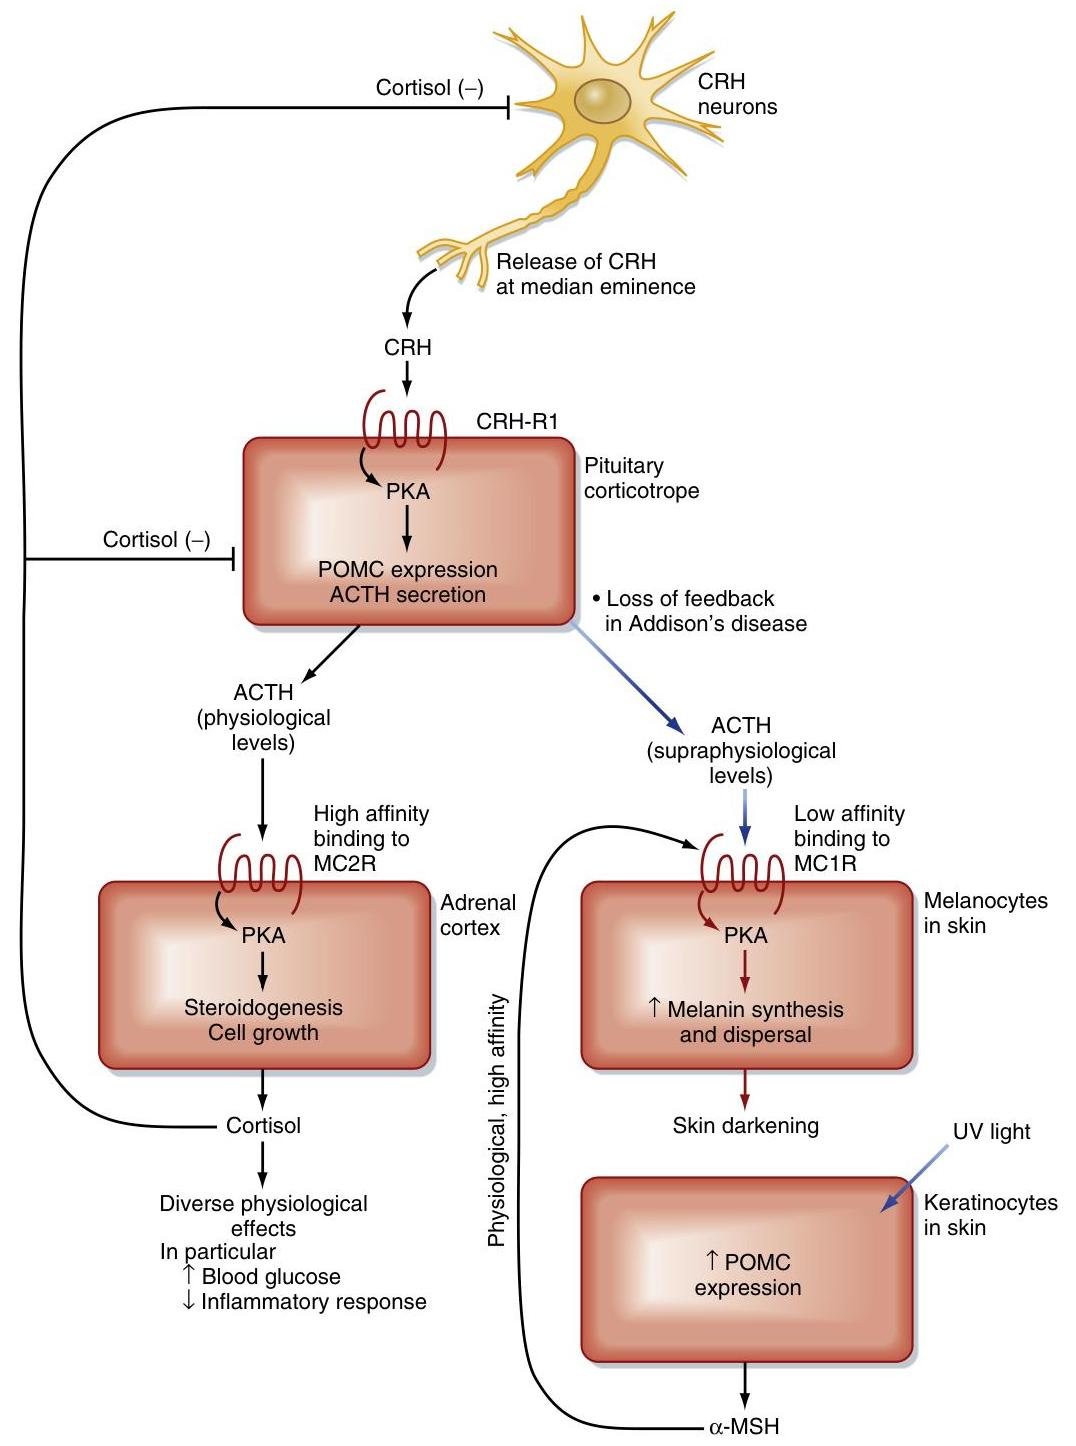 Cortisol (–)
CRH
neurons
Release of CRH
at median eminence
CRH
CRH-R1
Pituitary
corticotrope
PKA
Cortisol (–)
POMC expression
ACTH secretion
• Loss of feedback
in Addison's disease
ACTH
(physiological
levels)
ACTH
(supraphysiological
levels)
High affinity
binding to
MC2R
Low affinity
binding to
MC1R
Adrenal
cortex
PKA
Steroidogenesis
Cell growth
Melanocytes
in skin
PKA
↑ Melanin synthesis
and dispersal
Physiological, high affinity
Cortisol
Skin darkening
UV light
Diverse physiological
effects
In particular
↑ Blood glucose
↓ Inflammatory response
Keratinocytes
in skin
↑ POMC
expression
α-MSH